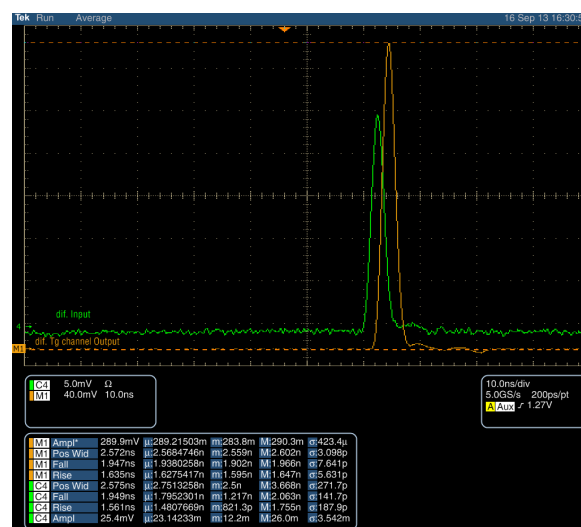 Tek Run Average 16 Sep 13 16:30:5
4
dif. Input
M1 dif. Tg channel Output
C4 5.0mV Ω
M1 40.0mV 10.0ns
10.0ns/div
5.0GS/s 200ps/pt
A Aux 1.27V
M1 Ampl* 289.9mV µ:289.21503m m:283.8m M:290.3m σ:423.4µ
M1 Pos Wid 2.572ns µ:2.5684746n m:2.559n M:2.602n σ:3.098p
M1 Fall 1.947ns µ:1.9380258n m:1.902n M:1.966n σ:7.641p
M1 Rise 1.635ns µ:1.6275417n m:1.595n M:1.647n σ:5.631p
C4 Pos Wid 2.575ns µ:2.7513258n m:2.5n M:3.668n σ:271.7p
C4 Fall 1.949ns µ:1.7952301n m:1.217n M:2.063n σ:141.7p
C4 Rise 1.561ns µ:1.4807669n m:821.3p M:1.755n σ:187.9p
C4 Ampl 25.4mV µ:23.14233m m:12.2m M:26.0m σ:3.542m